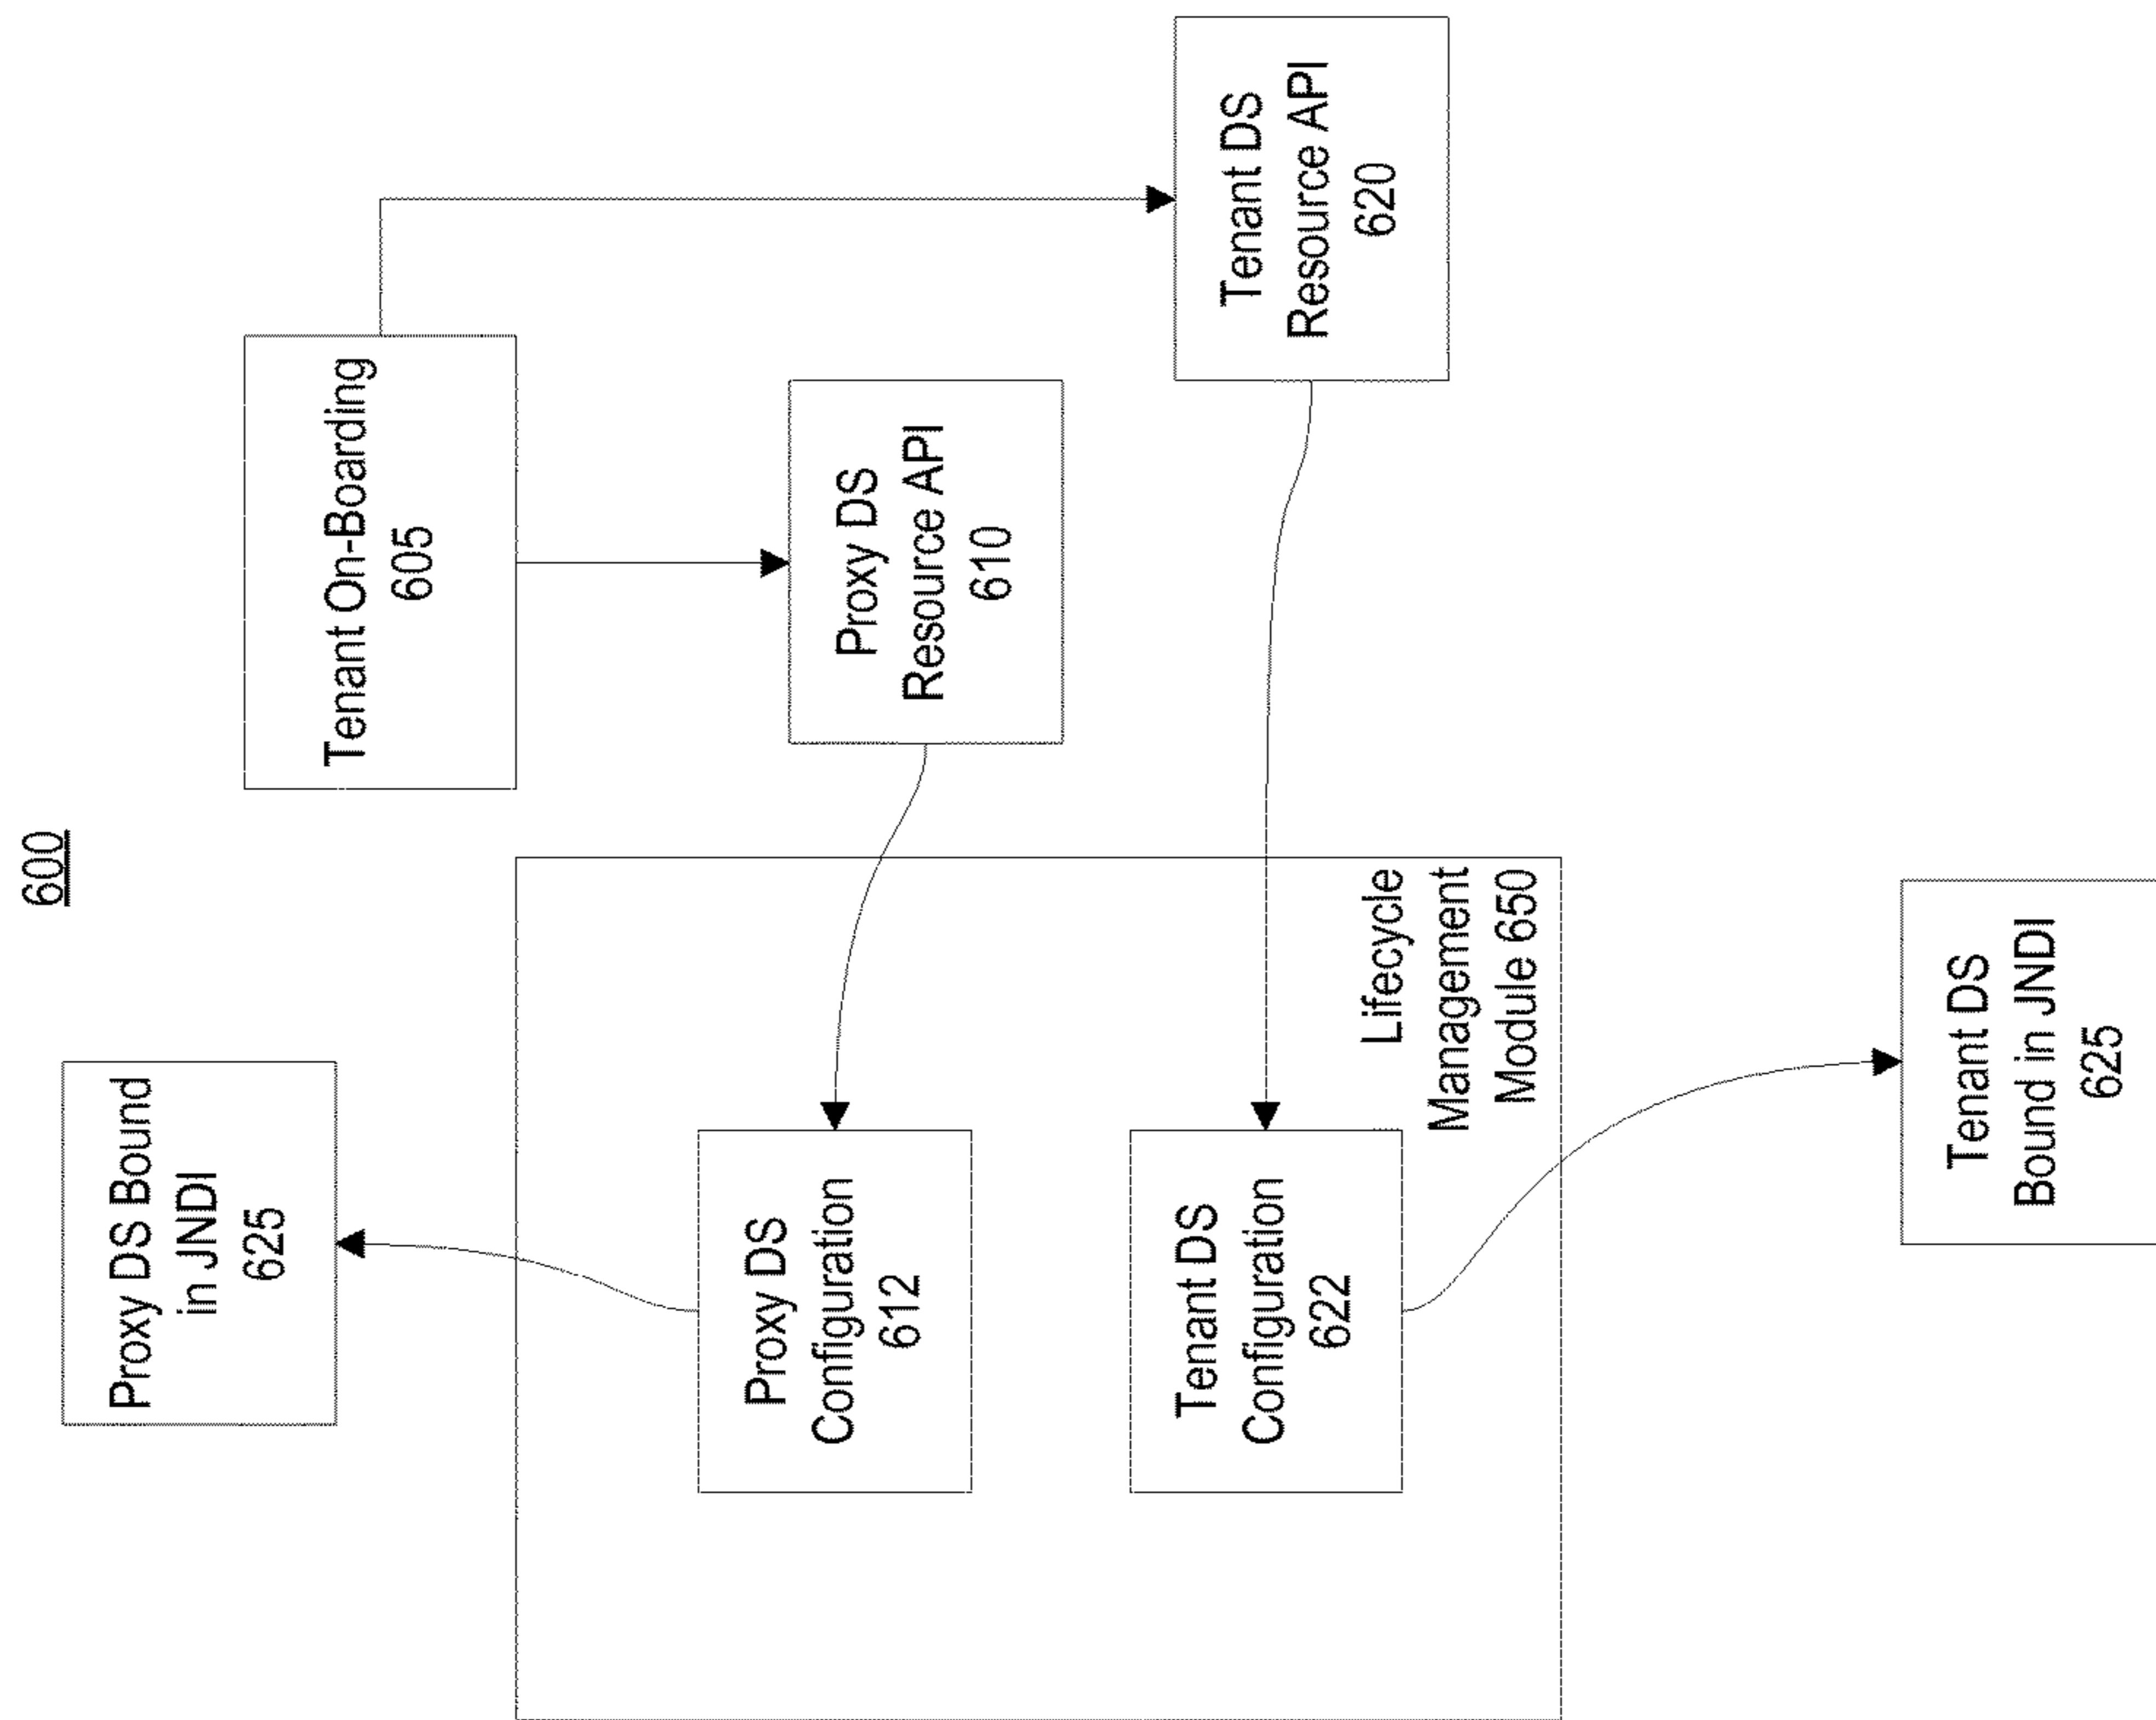 600
Tenant On-Boarding
605
Proxy DS
Resource API
610
Tenant DS
Resource API
620
Proxy DS Bound
in JNDI
625
Proxy DS
Configuration
612
Tenant DS
Configuration
622
Lifecycle
Management
Module 650
Tenant DS
Bound in JNDI
625